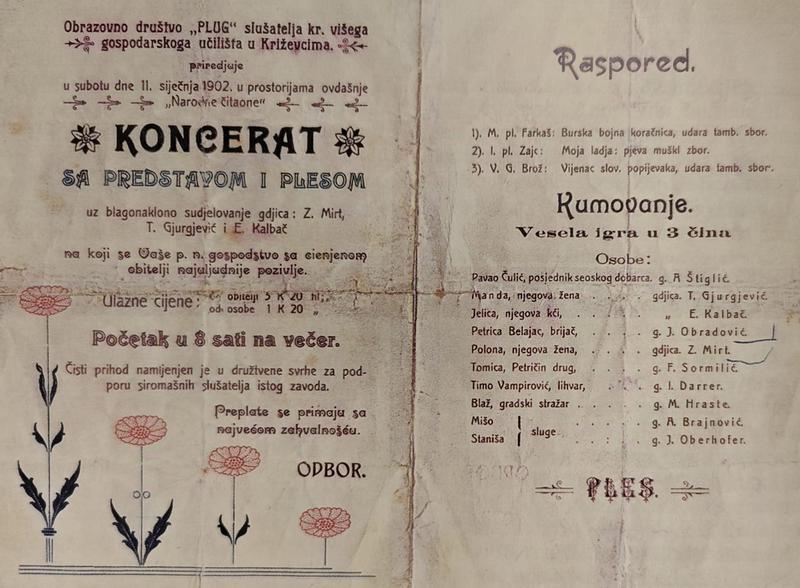 Obrazovno društvo „PLUG“ slušatelja kr. višega
gospodarskoga učilišta u Križevcima.
priredjuje
u subotu dne 11. siječnja 1902. u prostorijama ovdašnje
„Narodne čitaone“
KONCERAT
SA PREDSTAVOM I PLESOM
uz blagonaklono sudjelovanje gdjica: Z. Mirt,
T. Gjurgjević i E. Kalbač
na koji se Vaše p. n. gospodstvo sa cienjenom
obitelji najuljudnije pozivlje.
Ulazne cijene: obitelji 3 K 20 hl.,
od osobe 1 K 20 „
Početak u 8 sati na večer.
Čisti prihod namijenjen je u družtvene svrhe za pod-
poru siromašnih slušatelja istog zavoda.
Preplate se primaju sa
najvećom zahvalnošću.
ODBOR.
Raspored.
1). M. pl. Farkaš: Burska bojna koračnica, udara tamb. sbor.
2). I. pl. Zajc: Moja ladja: pjeva muški zbor.
3). V. G. Brož: Vijenac slov. popijevaka, udara tamb. sbor.
Kumovanje.
Vesela igra u 3 čina
Osobe:
Pavao Čulić, posjednik seoskog dobarca. g. R Štiglić.
Manda, njegova žena . . . . gdjica. T. Gjurgjević.
Jelica, njegova kći, . . . . „ E. Kalbač.
Petrica Belajac, brijač, . . . . g. J. Obradović.
Polona, njegova žena, . . . . gdjica. Z. Mirt.
Tomica, Petričin drug, . . . . g. F. Sormilić.
Timo Vampirović, lihvar, . . . . g. I. Darrer.
Blaž, gradski stražar . . . . g. M. Hraste.
Mišo . . . . g. A. Brajnović.
sluge
Staniša . . . . g. J. Oberhofer.
PLES.